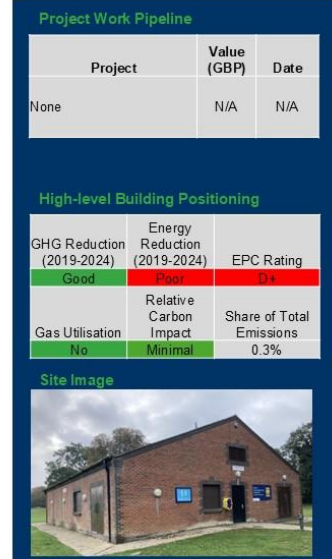 Project Work Pipeline
Project
Value
(GBP)
Date
None
N/A
N/A
High-level Building Positioning
GHG Reduction
(2019-2024)
Energy
Reduction
(2019-2024)
EPC Rating
Good
Poor
D+
Gas Utilisation
Relative
Carbon
Impact
Share of Total
Emissions
No
Minimal
0.3%
Site Image